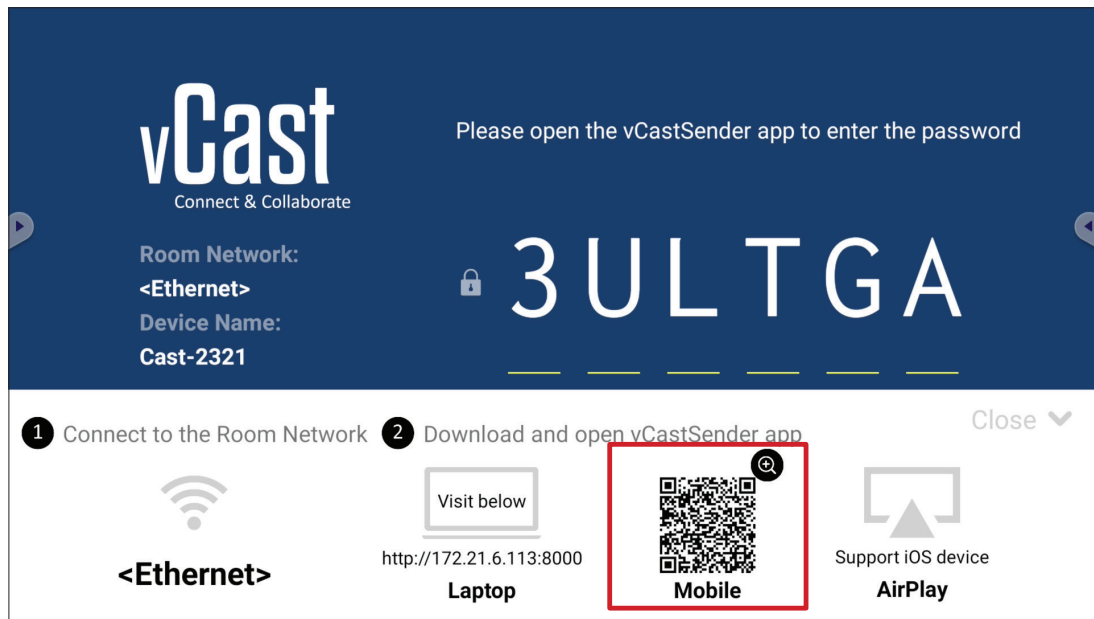 vCast
Connect & Collaborate
Please open the vCastSender app to enter the password
Room Network:
<Ethernet>
Device Name:
Cast-2321
3ULTGA
Close
1 Connect to the Room Network
2 Download and open vCastSender app
<Ethernet>
Visit below
http://172.21.6.113:8000
Laptop
Mobile
Support iOS device
AirPlay